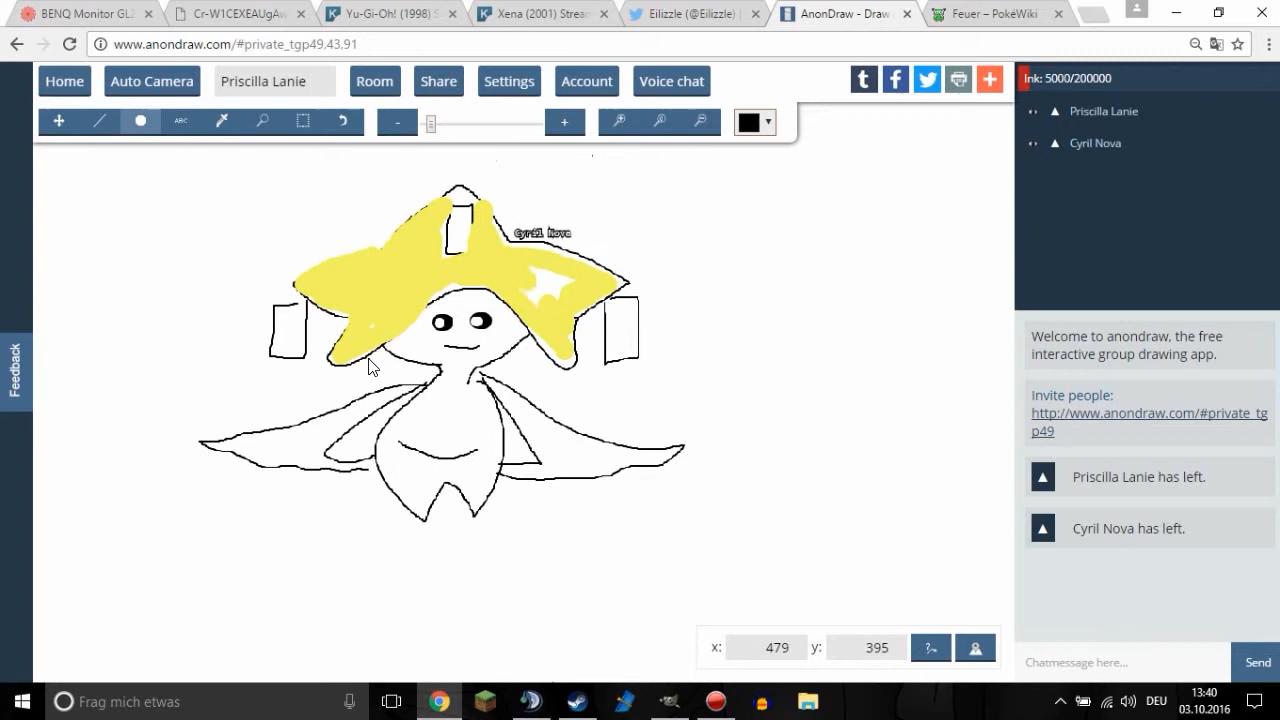 BENQ Monitor GL2
Cr-W1CEXEAUgAw
Yu-Gi-Oh! (1998) S
Xena (2001) Stream
Eilizzle (@Eilizzle)
AnonDraw - Draw
Feuer – PokéWiki
www.anondraw.com/#private_tgp49,43,91
Home
Auto Camera
Priscilla Lanie
Room
Share
Settings
Account
Voice chat
Ink: 5000/200000
ABC
- +
Priscilla Lanie
Cyril Nova
Cyril Nova
Feedback
Welcome to anondraw, the free
interactive group drawing app.
Invite people:
http://www.anondraw.com/#private_tg
p49
Priscilla Lanie has left.
Cyril Nova has left.
x: 479 y: 395
Chatmessage here...
Send
Frag mich etwas
DEU
13:40
03.10.2016